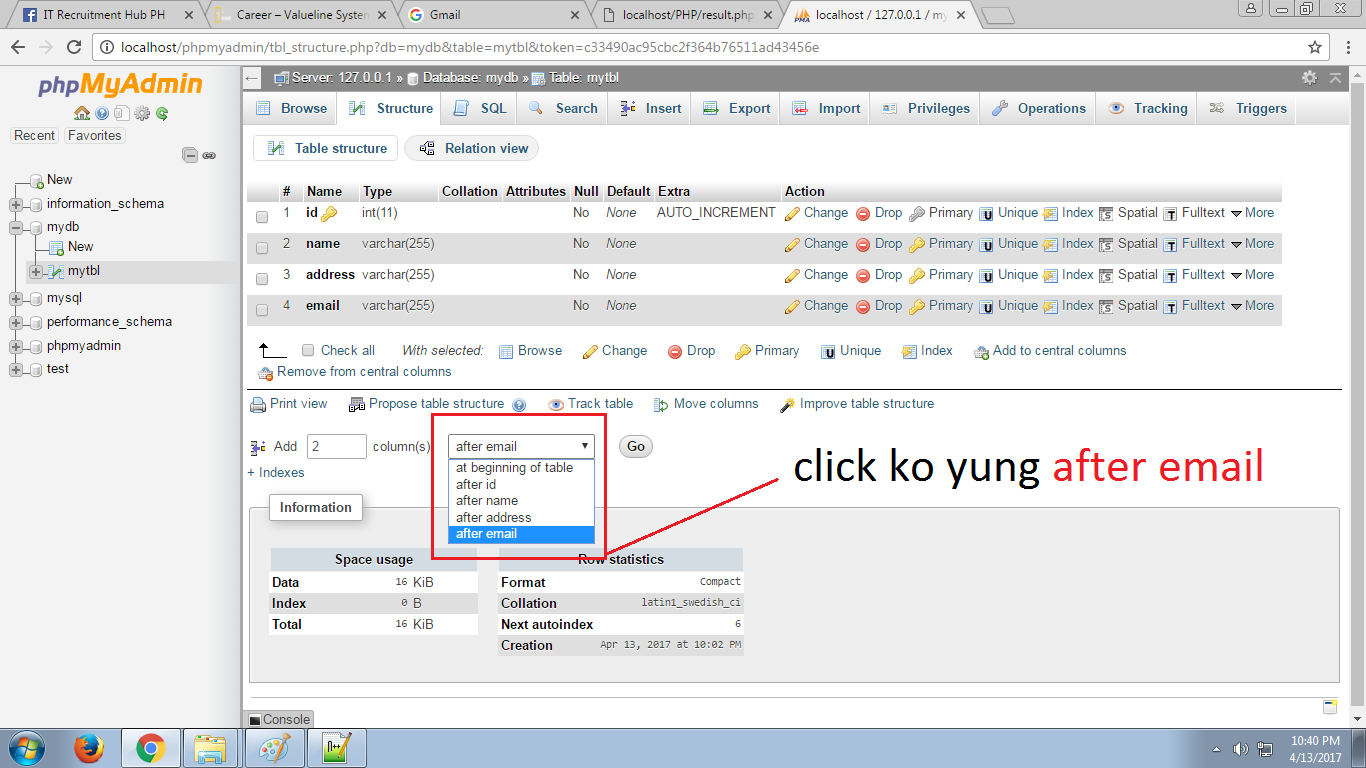 IT Recruitment Hub PH
Career – Valueline System
Gmail
localhost/PHP/result.php
localhost / 127.0.0.1 / my
localhost/phpmyadmin/tbl_structure.php?db=mydb&table=mytbl&token=c33490ac95cbc2f364b76511ad43456e
phpMyAdmin
Recent Favorites
New
information_schema
mydb
New
mytbl
mysql
performance_schema
phpmyadmin
test
Server: 127.0.0.1 » Database: mydb » Table: mytbl
Browse Structure SQL Search Insert Export Import Privileges Operations Tracking Triggers
Table structure Relation view
# Name Type Collation Attributes Null Default Extra Action
1 id int(11) No None AUTO_INCREMENT Change Drop Primary Unique Index Spatial Fulltext More
2 name varchar(255) No None Change Drop Primary Unique Index Spatial Fulltext More
3 address varchar(255) No None Change Drop Primary Unique Index Spatial Fulltext More
4 email varchar(255) No None Change Drop Primary Unique Index Spatial Fulltext More
Check all With selected: Browse Change Drop Primary Unique Index Add to central columns
Remove from central columns
Print view Propose table structure Track table Move columns Improve table structure
Add 2 column(s) after email Go
at beginning of table
after id
after name
after address
after email
+ Indexes
click ko yung after email
Information
Space usage
Data 16 KiB
Index 0 B
Total 16 KiB
Row statistics
Format Compact
Collation latin1_swedish_ci
Next autoindex 6
Creation Apr 13, 2017 at 10:02 PM
Console
10:40 PM
4/13/2017